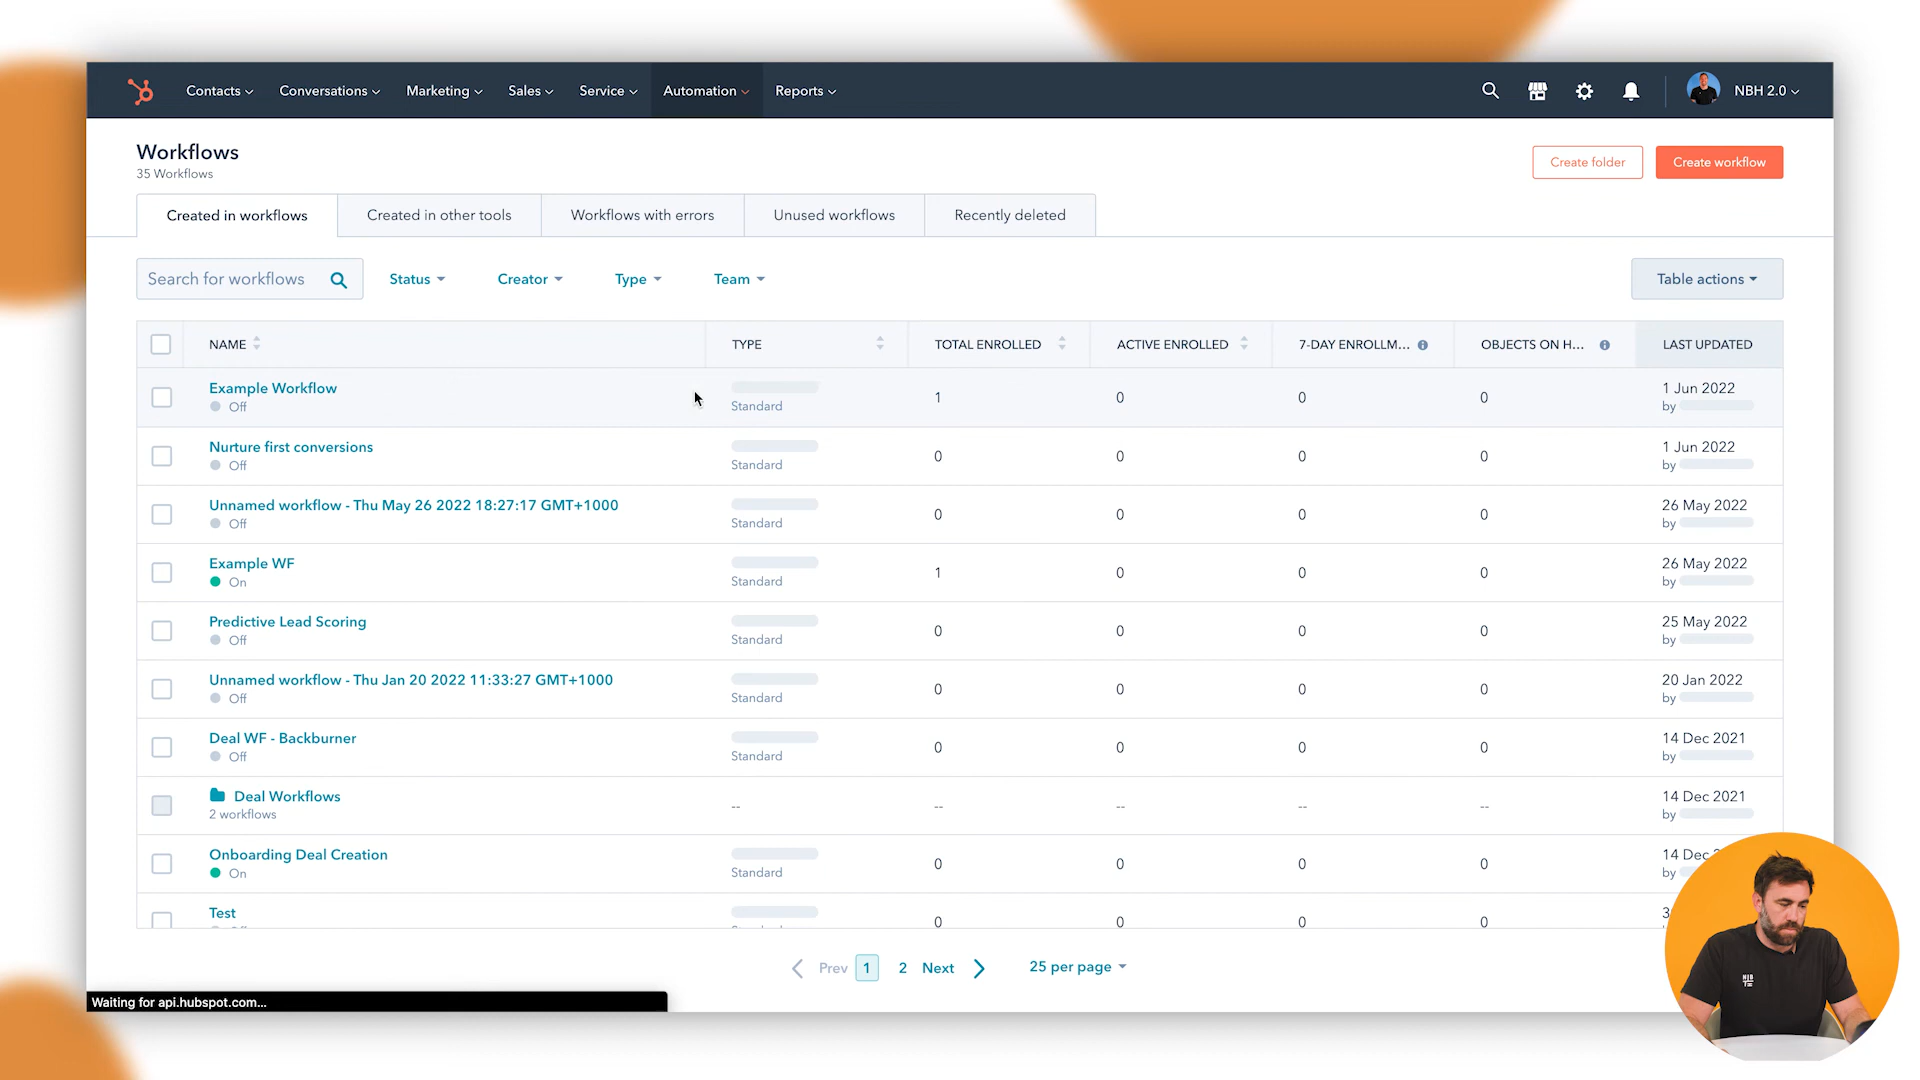 Contacts Conversations Marketing Sales Service Automation Reports NBH 2.0
Workflows
35 Workflows
Create folder Create workflow
Created in workflows Created in other tools Workflows with errors Unused workflows Recently deleted
Search for workflows Status Creator Type Team Table actions
NAME TYPE TOTAL ENROLLED ACTIVE ENROLLED 7-DAY ENROLLM... OBJECTS ON H... LAST UPDATED
Example Workflow 1 Jun 2022
Off Standard 1 0 0 0 by
Nurture first conversions 1 Jun 2022
Off Standard 0 0 0 0 by
Unnamed workflow - Thu May 26 2022 18:27:17 GMT+1000 26 May 2022
Off Standard 0 0 0 0 by
Example WF 26 May 2022
On Standard 1 0 0 0 by
Predictive Lead Scoring 25 May 2022
Off Standard 0 0 0 0 by
Unnamed workflow - Thu Jan 20 2022 11:33:27 GMT+1000 20 Jan 2022
Off Standard 0 0 0 0 by
Deal WF - Backburner 14 Dec 2021
Off Standard 0 0 0 0 by
Deal Workflows 14 Dec 2021
2 workflows -- -- -- -- -- by
Onboarding Deal Creation 14 Dec
On Standard 0 0 0 0 by
Test 0 0 0 0 3
Prev 1 2 Next 25 per page
Waiting for api.hubspot.com...